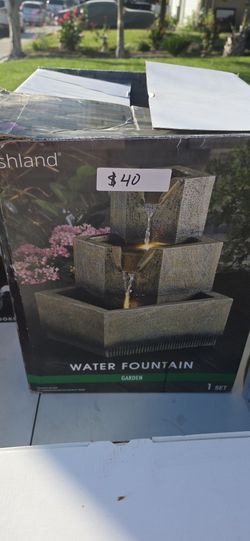 shland®
$40
WATER FOUNTAIN
GARDEN
1 SET